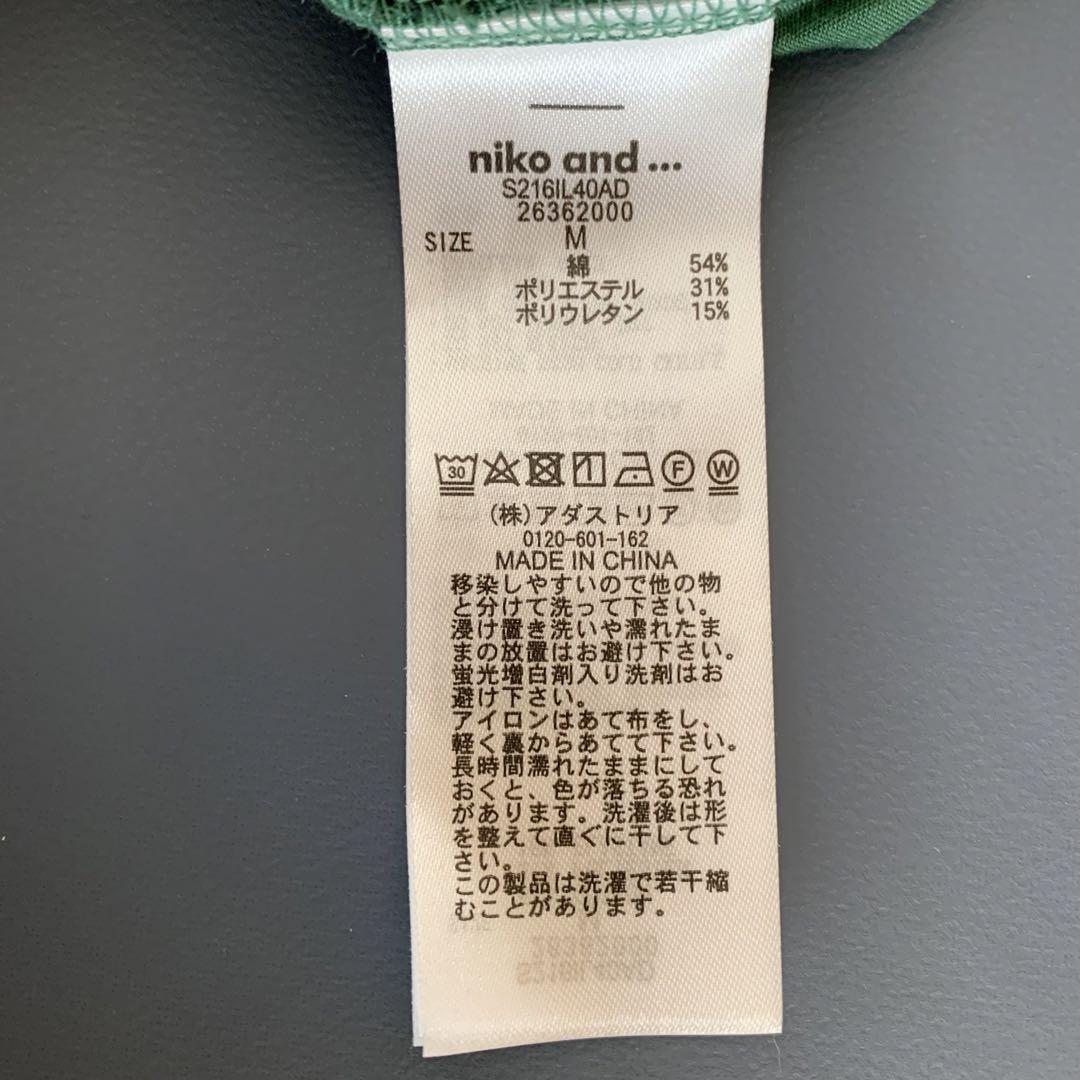 niko and ...
S216IL40AD
26362000
SIZE M
綿 54%
ポリエステル 31%
ポリウレタン 15%
30
F
W
(株)アダストリア
0120-601-162
MADE IN CHINA
移染しやすいので他の物
と分けて洗って下さい。
浸け置き洗いや濡れたま
まの放置はお避け下さい。
蛍光増白剤入り洗剤はお
避け下さい。
アイロンはあて布をし、
軽く裏からあてて下さい。
長時間濡れたままにして
おくと、色が落ちる恐れ
があります。洗濯後は形
を整えて直ぐに干して下
さい。
この製品は洗濯で若干縮
むことがあります。